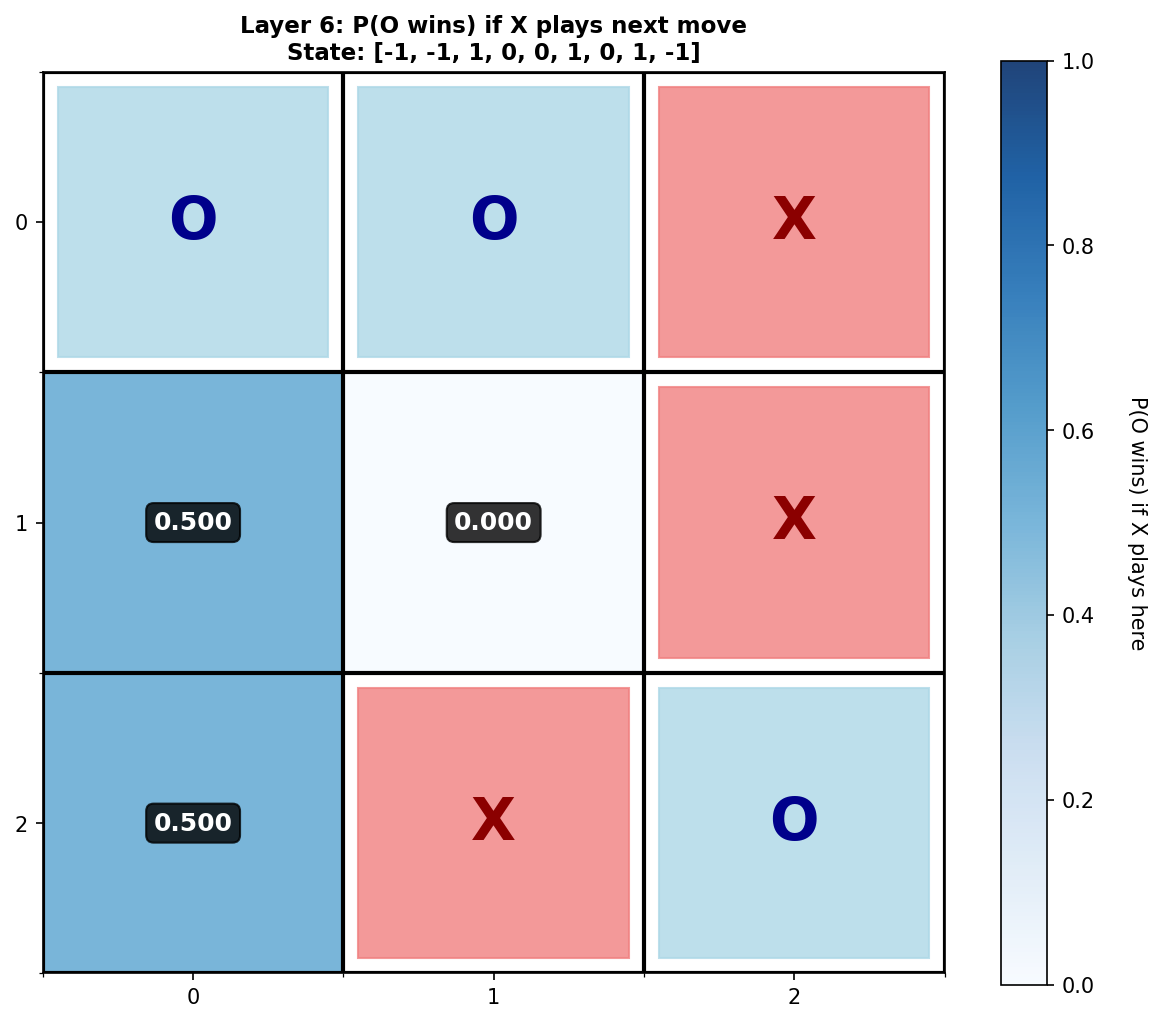 Layer 6: P(O wins) if X plays next move
State: [-1, -1, 1, 0, 0, 1, 0, 1, -1]
O
O
X
0.500
0.000
X
0.500
X
O
0
1
2
0
1
2
1.0
0.8
0.6
0.4
0.2
0.0
P(O wins) if X plays here